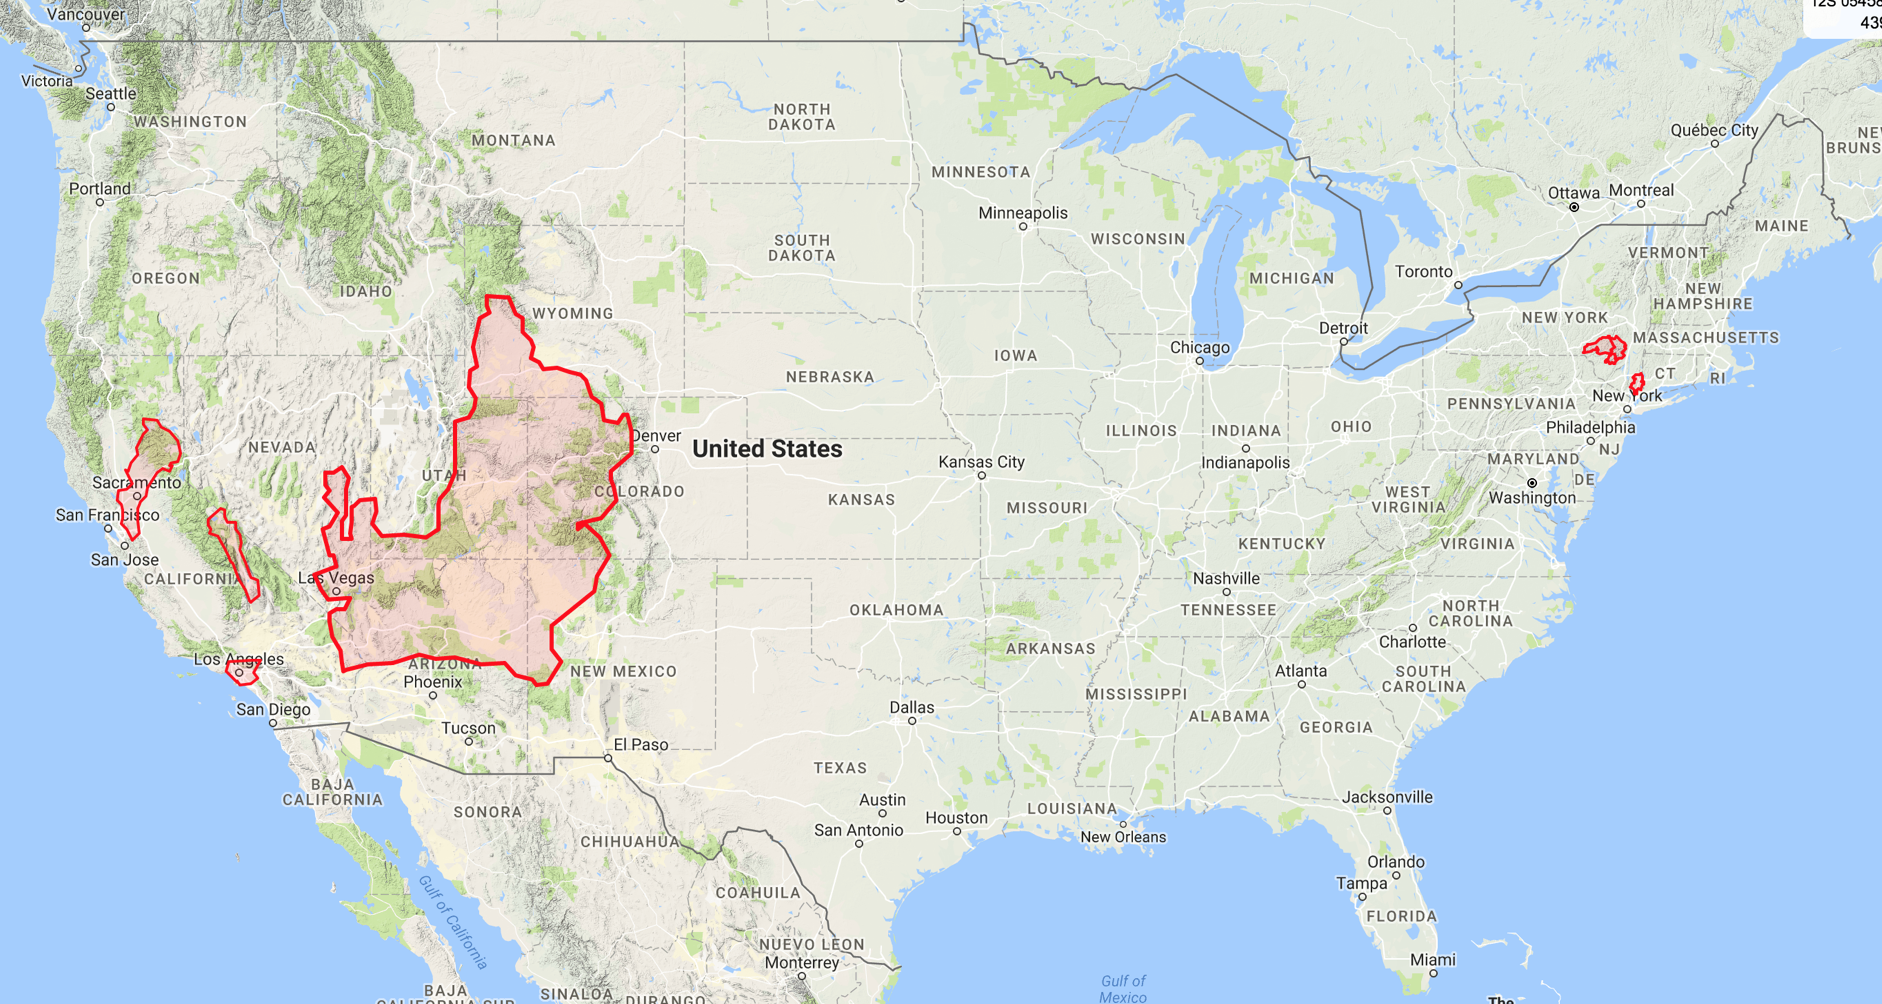 Vancouver
12S 05458
439
Victoria
Seattle
WASHINGTON
NORTH
DAKOTA
MONTANA
MINNESOTA
Québec City
NE
BRUNS
Portland
Minneapolis
Ottawa
Montreal
WISCONSIN
SOUTH
DAKOTA
MAINE
VERMONT
OREGON
IDAHO
MICHIGAN
Toronto
NEW
HAMPSHIRE
WYOMING
NEW YORK
Detroit
MASSACHUSETTS
Chicago
IOWA
NEBRASKA
CT
RI
New York
PENNSYLVANIA
Philadelphia
Denver
United States
ILLINOIS
INDIANA
OHIO
NEVADA
NJ
MARYLAND
Indianapolis
Kansas City
UTAH
DE
Sacramento
COLORADO
KANSAS
MISSOURI
WEST
VIRGINIA
Washington
San Francisco
San Jose
KENTUCKY
VIRGINIA
CALIFORNIA
Las Vegas
Nashville
TENNESSEE
OKLAHOMA
NORTH
CAROLINA
Charlotte
ARKANSAS
Los Angeles
ARIZONA
NEW MEXICO
Phoenix
Atlanta
SOUTH
CAROLINA
MISSISSIPPI
San Diego
Dallas
ALABAMA
GEORGIA
Tucson
El Paso
TEXAS
BAJA
CALIFORNIA
SONORA
Austin
Jacksonville
LOUISIANA
Houston
San Antonio
New Orleans
CHIHUAHUA
Orlando
Tampa
COAHUILA
FLORIDA
Gulf of California
NUEVO LEON
Monterrey
Miami
Gulf of
Mexico
BAJA
CALIFORNIA SUR
SINALOA
DURANGO
The